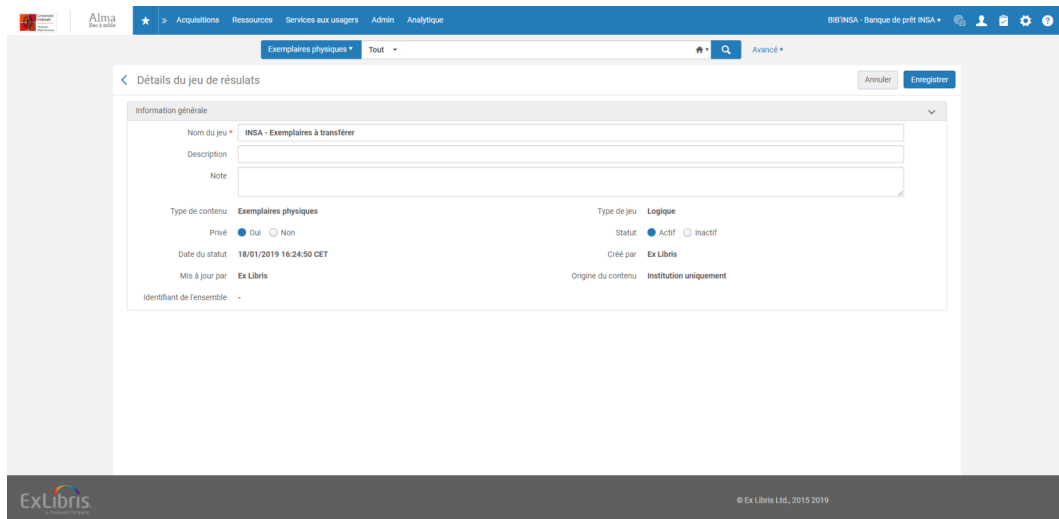 Alma
Bac à sable
Acquisitions Ressources Services aux usagers Admin Analytique
BIB'INSA - Banque de prêt INSA
Exemplaires physiques Tout Avancé
Détails du jeu de résulats
Annuler Enregistrer
Information générale
Nom du jeu * INSA - Exemplaires à transférer
Description
Note
Type de contenu Exemplaires physiques Type de jeu Logique
Privé Oui Non Statut Actif Inactif
Date du statut 18/01/2019 16:24:50 CET Créé par Ex Libris
Mis à jour par Ex Libris Origine du contenu Institution uniquement
Identifiant de l'ensemble -
ExLibris
© Ex Libris Ltd., 2015 2019